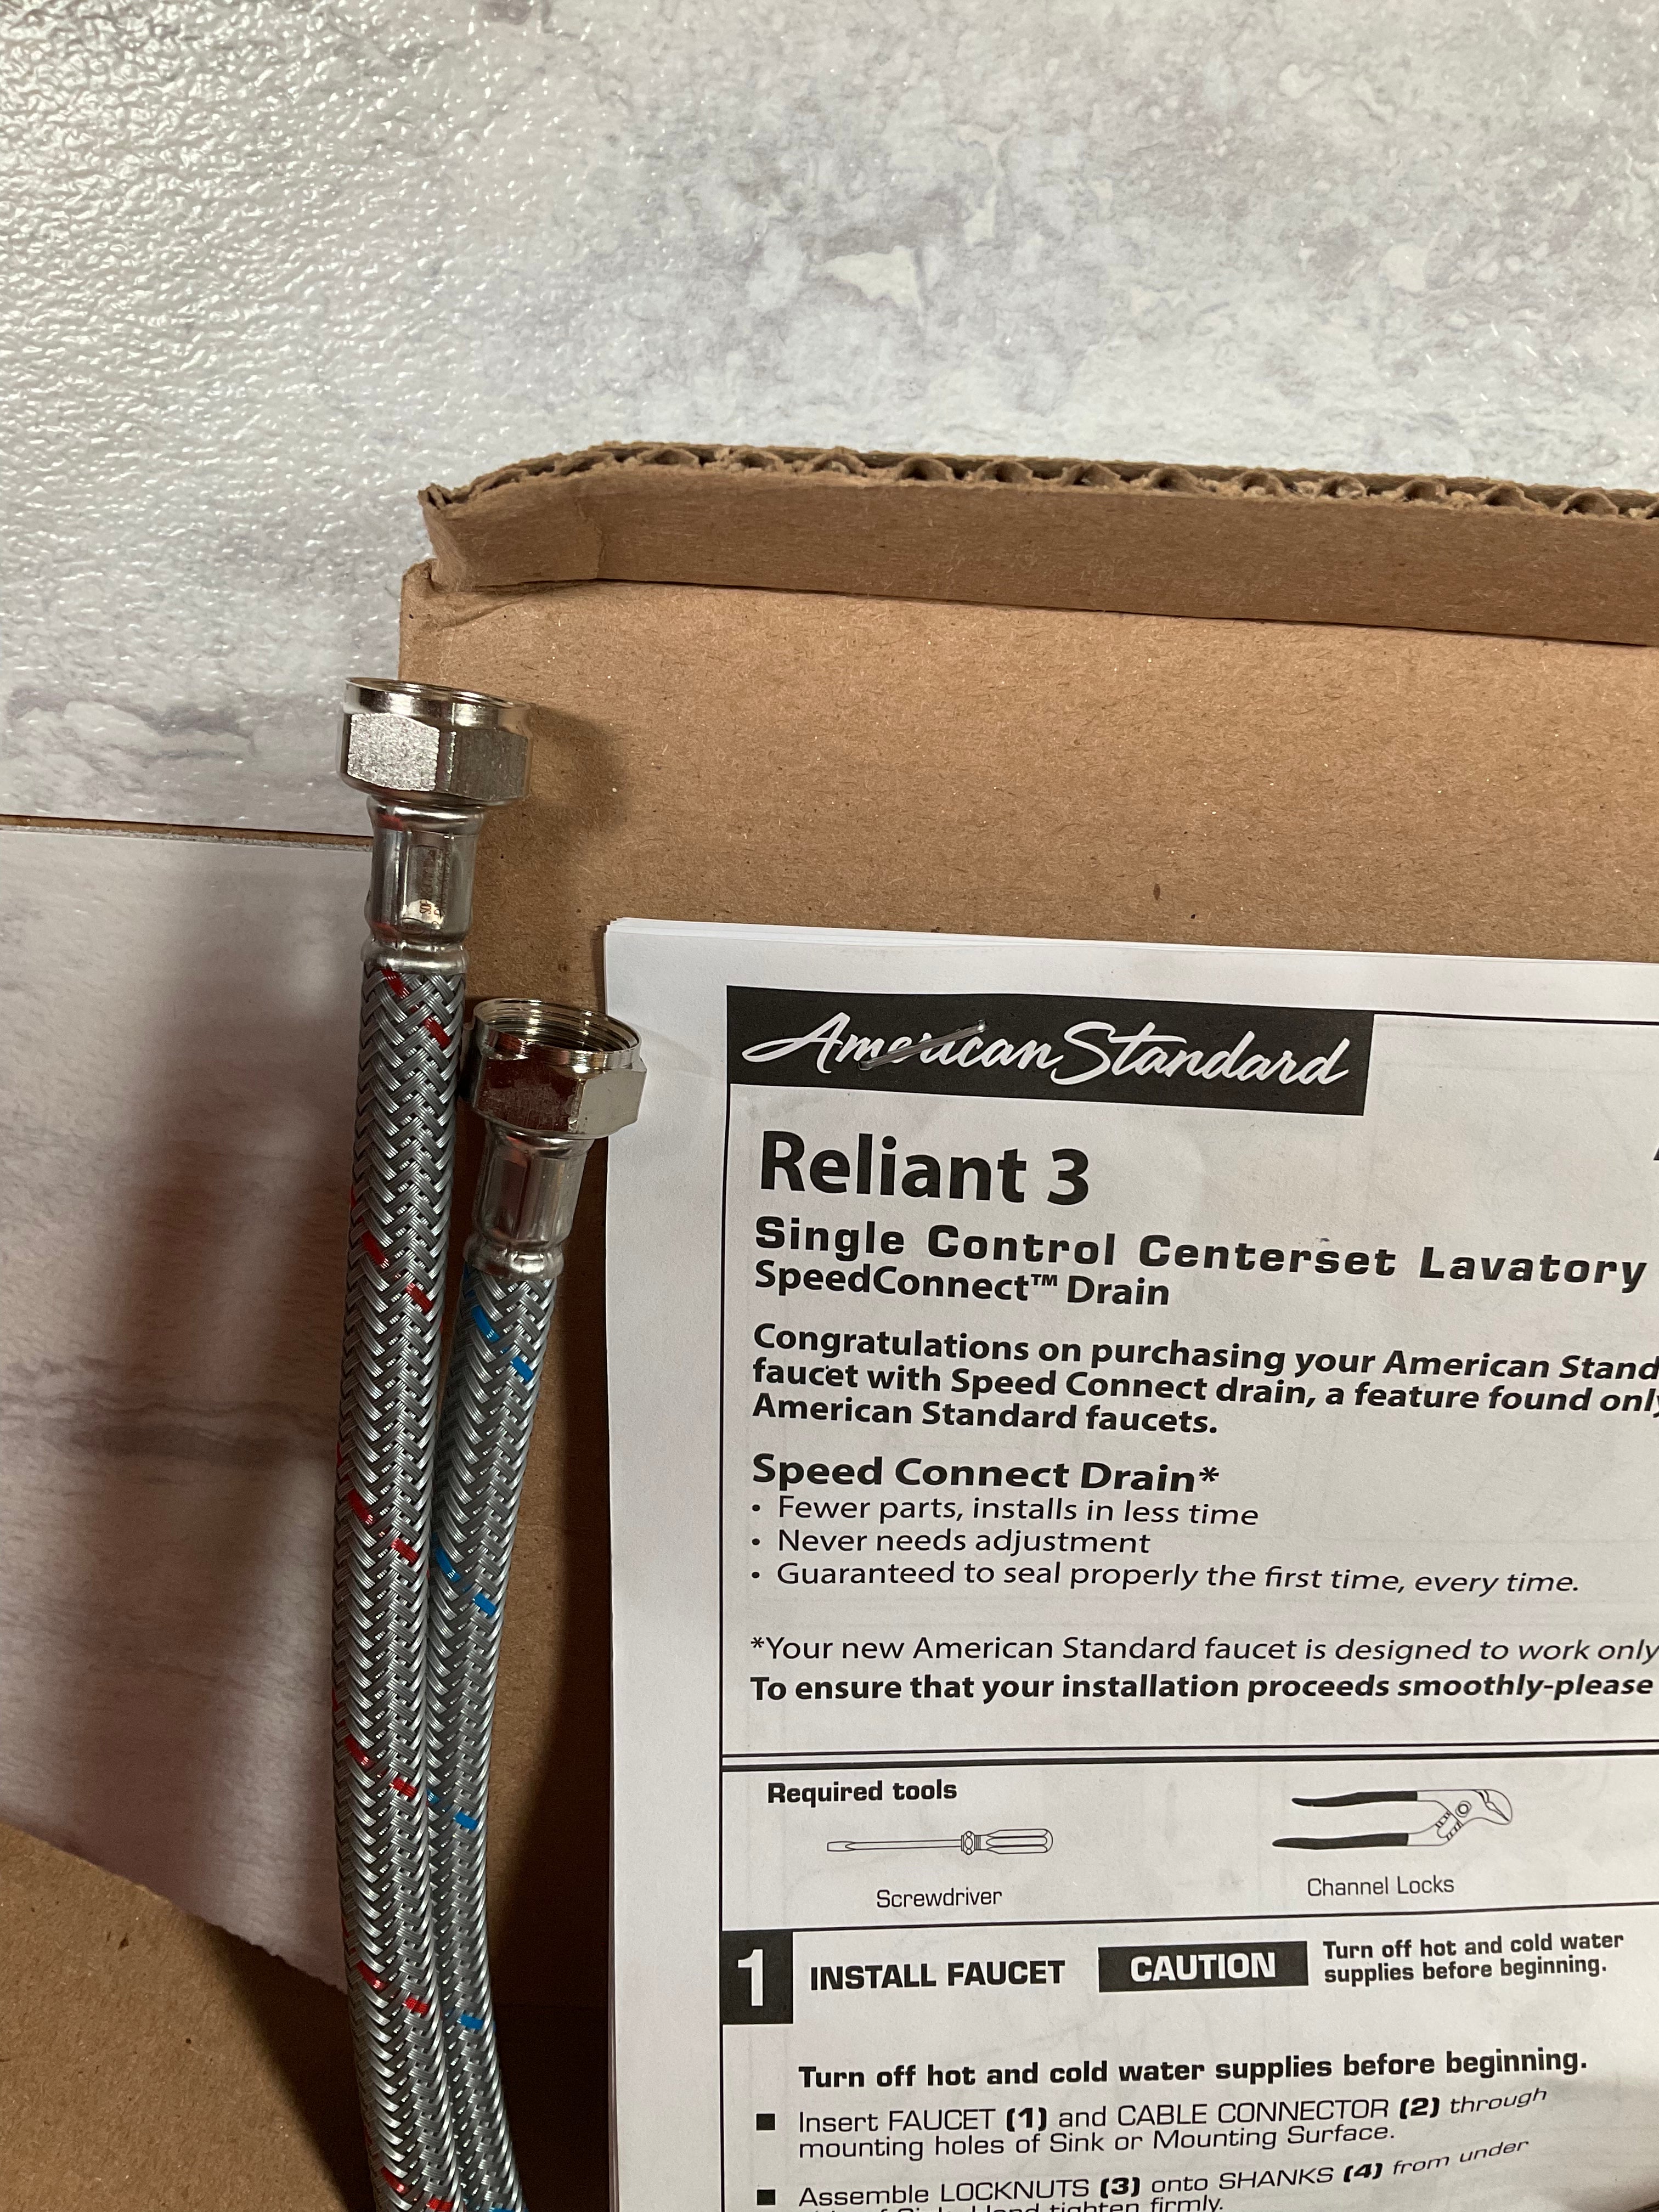 American Standard
Reliant 3
Single Control Centerset Lavatory
SpeedConnect™ Drain
Congratulations on purchasing your American Stand
faucet with Speed Connect drain, a feature found only
American Standard faucets.
Speed Connect Drain*
• Fewer parts, installs in less time
• Never needs adjustment
• Guaranteed to seal properly the first time, every time.
*Your new American Standard faucet is designed to work only
To ensure that your installation proceeds smoothly-please
Required tools
Screwdriver
Channel Locks
1 INSTALL FAUCET CAUTION Turn off hot and cold water
supplies before beginning.
Turn off hot and cold water supplies before beginning.
■ Insert FAUCET (1) and CABLE CONNECTOR (2) through
mounting holes of Sink or Mounting Surface.
■ Assemble LOCKNUTS (3) onto SHANKS (4) from under
tighten firmly.